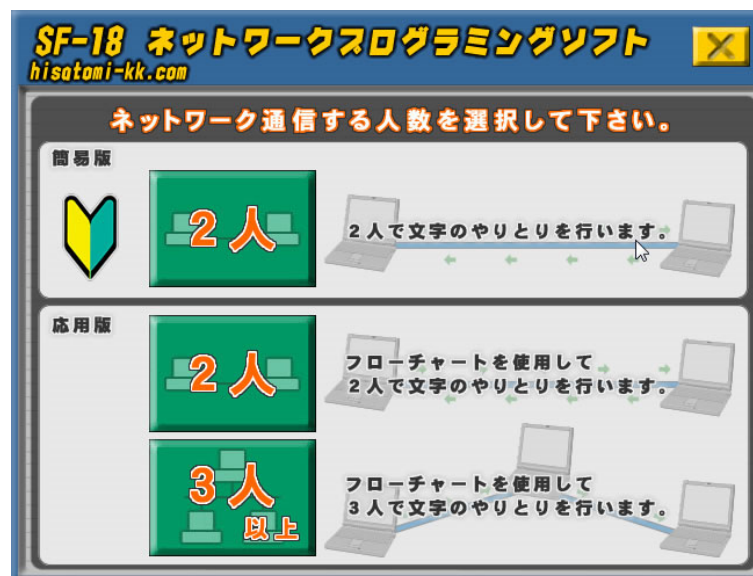 SF-18 ネットワークプログラミングソフト
hisatomi-kk.com
ネットワーク通信する人数を選択して下さい。
簡易版
2人
2人で文字のやりとりを行います。
応用版
2人
フローチャートを使用して
2人で文字のやりとりを行います。
3人
以上
フローチャートを使用して
3人で文字のやりとりを行います。